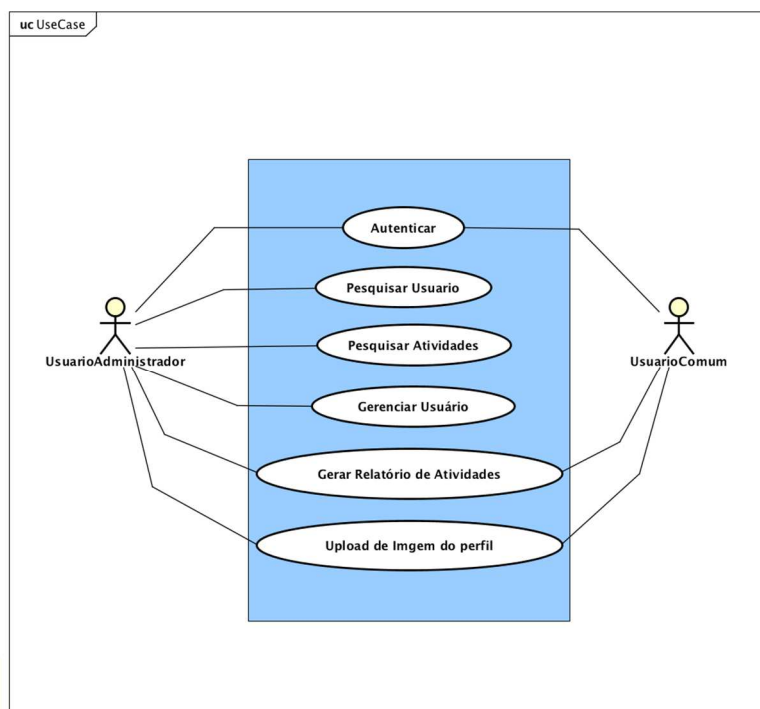 uc UseCase
Autenticar
Pesquisar Usuario
Pesquisar Atividades
UsuarioAdministrador
UsuarioComum
Gerenciar Usuário
Gerar Relatório de Atividades
Upload de Imgem do perfil